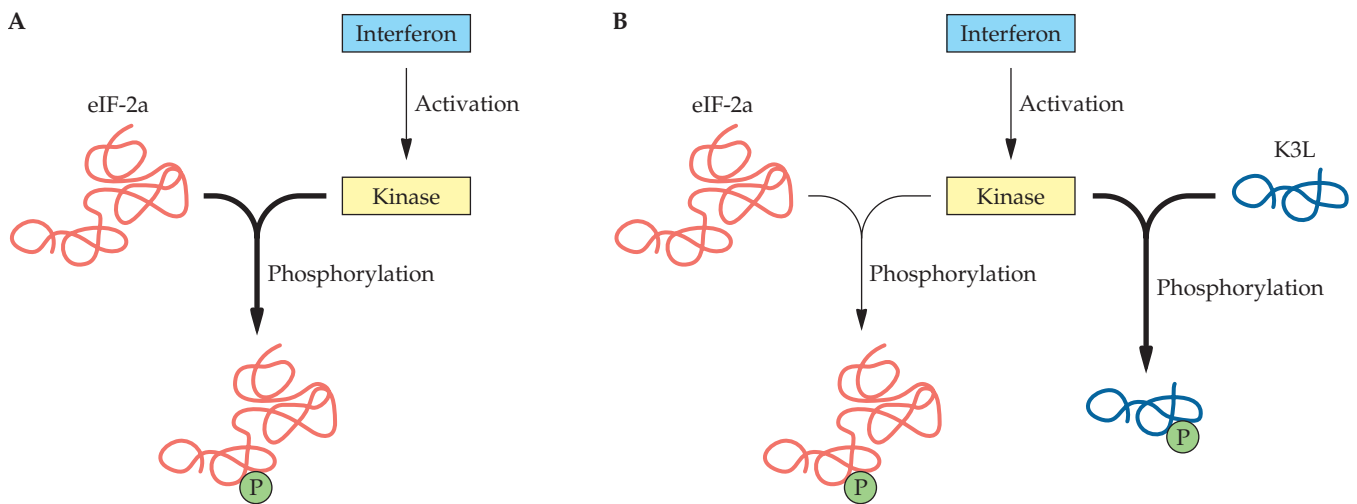 A
Interferon
Activation
eIF-2a
Kinase
Phosphorylation
P
B
Interferon
Activation
eIF-2a
K3L
Kinase
Phosphorylation
Phosphorylation
P
P